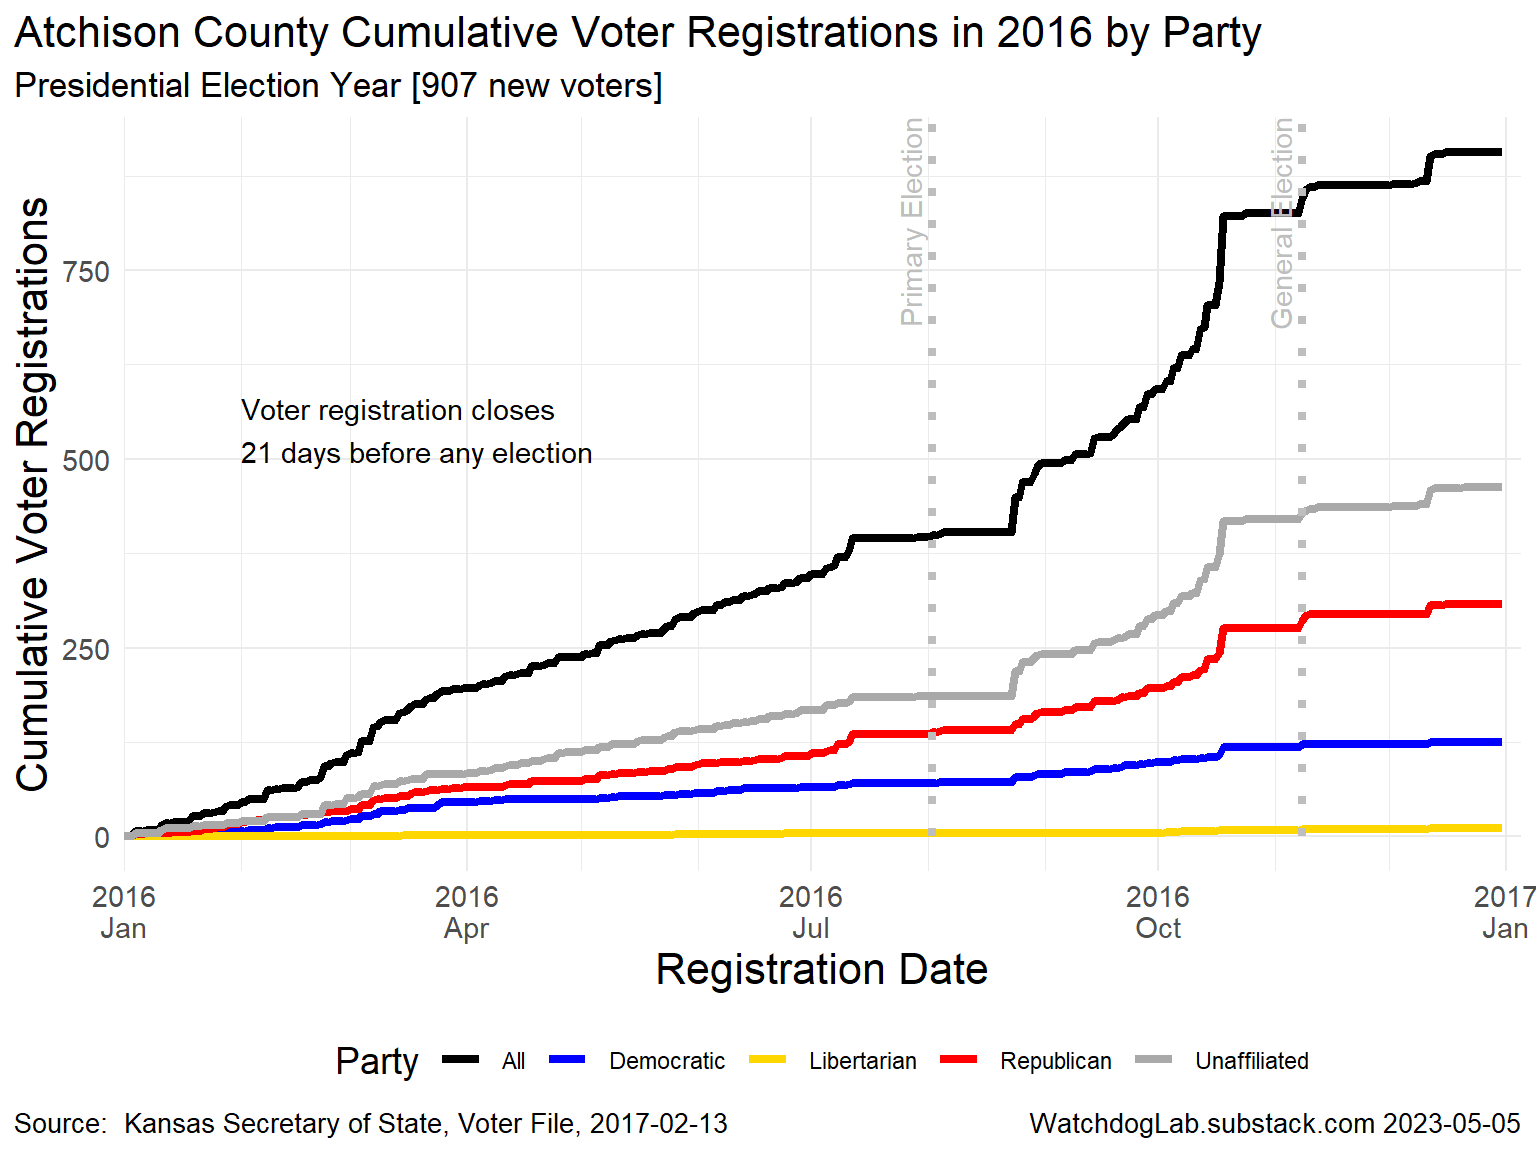 Atchison County Cumulative Voter Registrations in 2016 by Party
Presidential Election Year [907 new voters]
Cumulative Voter Registrations
750
500
250
0
Primary Election
General Election
Voter registration closes
21 days before any election
2016 2016 2016 2016 2017
Jan Apr Jul Oct Jan
Registration Date
Party All Democratic Libertarian Republican Unaffiliated
Source: Kansas Secretary of State, Voter File, 2017-02-13 WatchdogLab.substack.com 2023-05-05